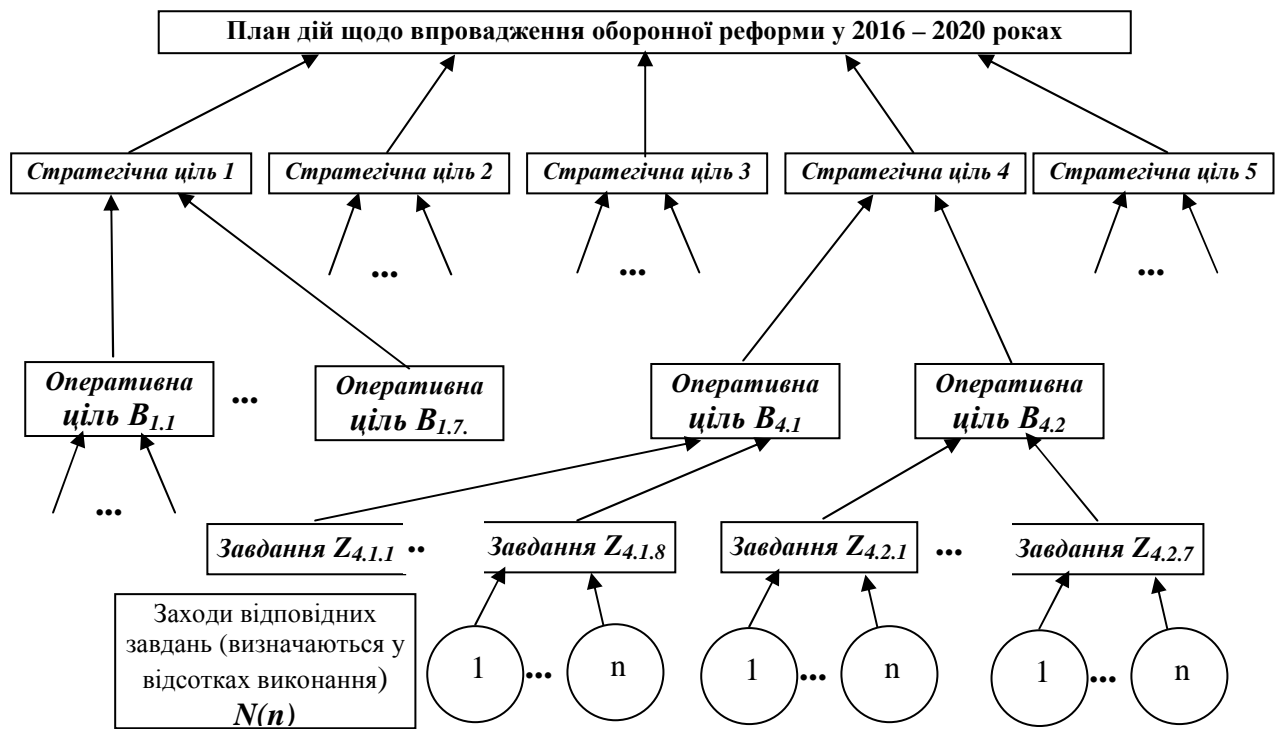 План дій щодо впровадження оборонної реформи у 2016 – 2020 роках
Стратегічна ціль 1
Стратегічна ціль 2
Стратегічна ціль 3
Стратегічна ціль 4
Стратегічна ціль 5
...
...
...
Оперативна
ціль B1.1
...
Оперативна
ціль B1.7.
Оперативна
ціль B4.1
Оперативна
ціль B4.2
...
Завдання Z4.1.1
..
Завдання Z4.1.8
Завдання Z4.2.1
...
Завдання Z4.2.7
Заходи відповідних
завдань (визначаються у
відсотках виконання)
N(n)
1
...
n
1
...
n
1
...
n